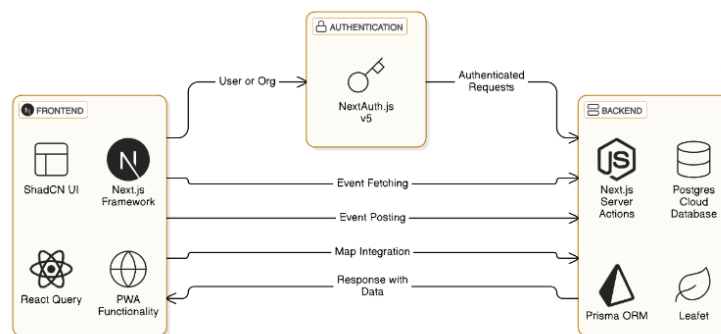 AUTHENTICATION
NextAuth.js
v5
User or Org
Authenticated
Requests
FRONTEND
ShadCN UI
Next.js
Framework
React Query
PWA
Functionality
Event Fetching
Event Posting
Map Integration
Response with
Data
BACKEND
JS
Next.js
Server
Actions
Postgres
Cloud
Database
Prisma ORM
Leafet